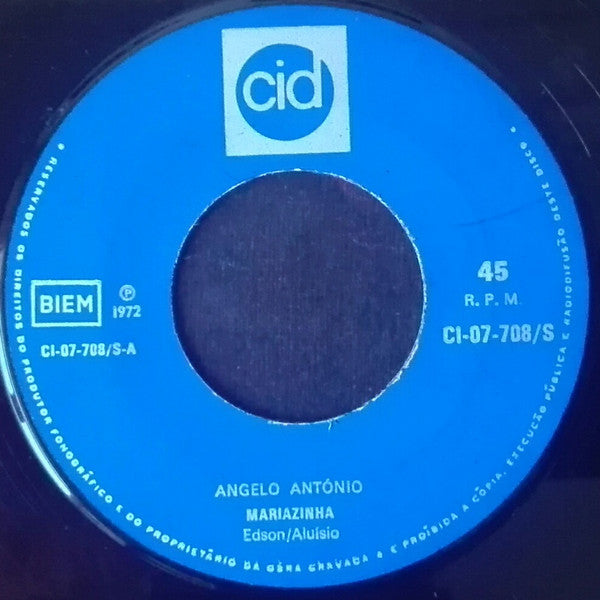 cid
BIEM
℗
1972
CI-07-708/S-A
45
R. P. M.
CI-07-708/S
ANGELO ANTÓNIO
MARIAZINHA
Edson/Aluísio
• RESERVADOS OS DIREITOS DO PRODUTOR FONOGRÁFICO E DO PROPRIETÁRIO DA OBRA GRAVADA • É PROIBIDA A CÓPIA, EXECUÇÃO PÚBLICA E RADIODIFUSÃO DESTE DISCO •